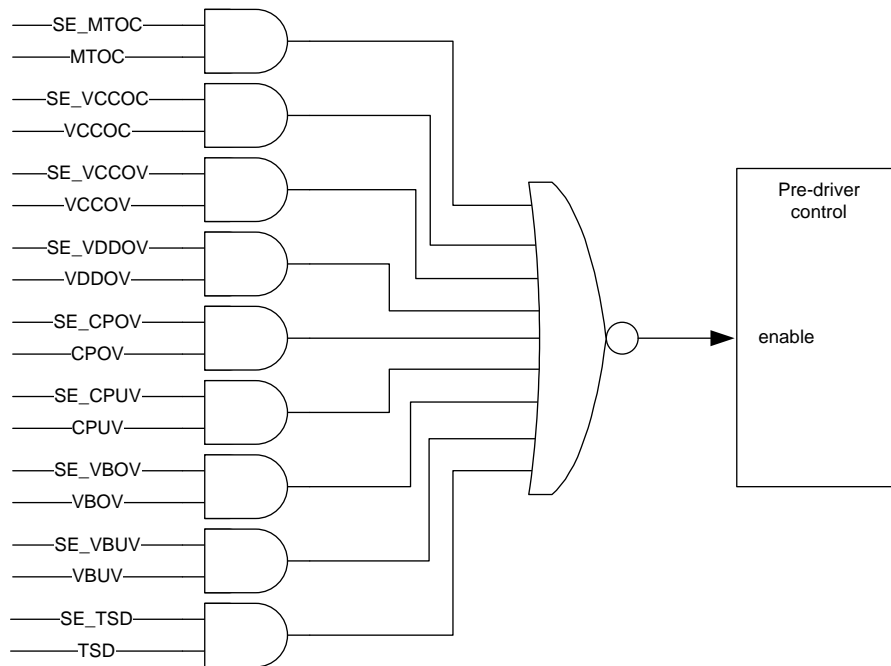 SE_MTOC
MTOC
SE_VCCOC
VCCOC
SE_VCCOV
VCCOV
SE_VDDOV
VDDOV
SE_CPOV
CPOV
SE_CPUV
CPUV
SE_VBOV
VBOV
SE_VBUV
VBUV
SE_TSD
TSD
Pre-driver
control
enable